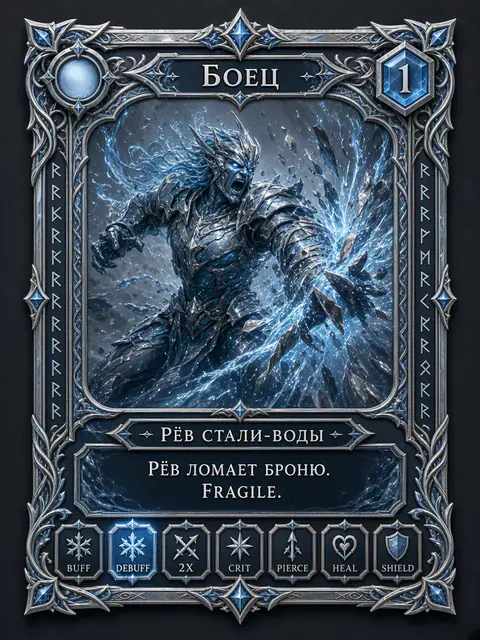 Боец
1
Рёв стали-воды
Рёв ломает броню.
Fragile.
BUFF
DEBUFF
2X
CRIT
PIERCE
HEAL
SHIELD